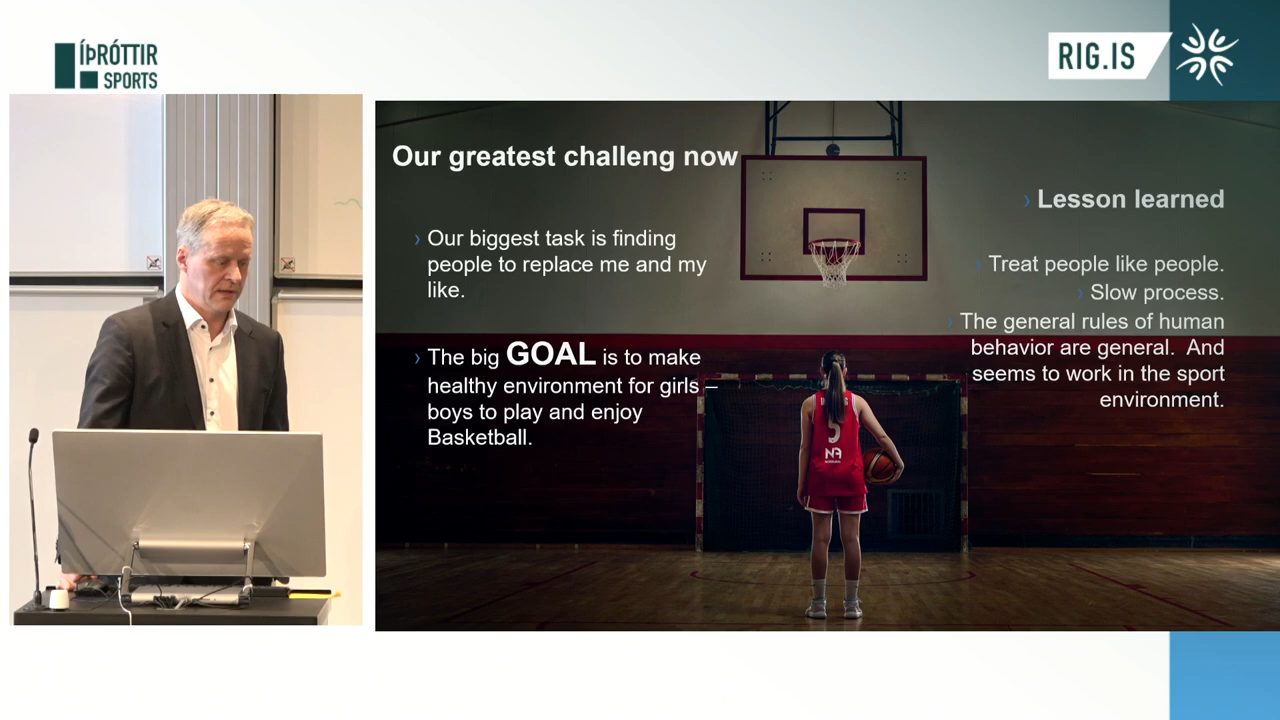 ÍÞRÓTTIR
SPORTS
RIG.IS
Our greatest challeng now
› Our biggest task is finding
people to replace me and my
like.
› The big GOAL is to make
healthy environment for girls –
boys to play and enjoy
Basketball.
› Lesson learned
› Treat people like people.
› Slow process.
› The general rules of human
behavior are general. And
seems to work in the sport
environment.
5